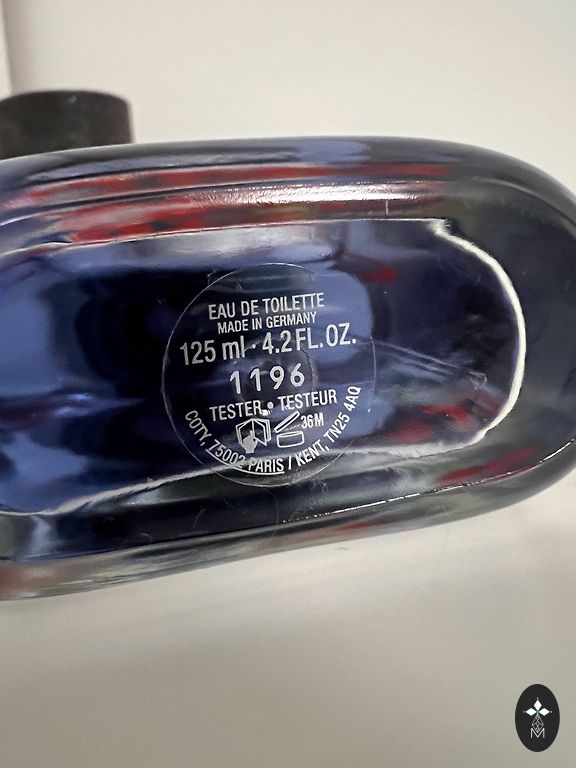 EAU DE TOILETTE
MADE IN GERMANY
125 ml · 4.2 FL. OZ.
1196
TESTER • TESTEUR
36M
COTY, 75002 PARIS / KENT, TN25 4AQ
M